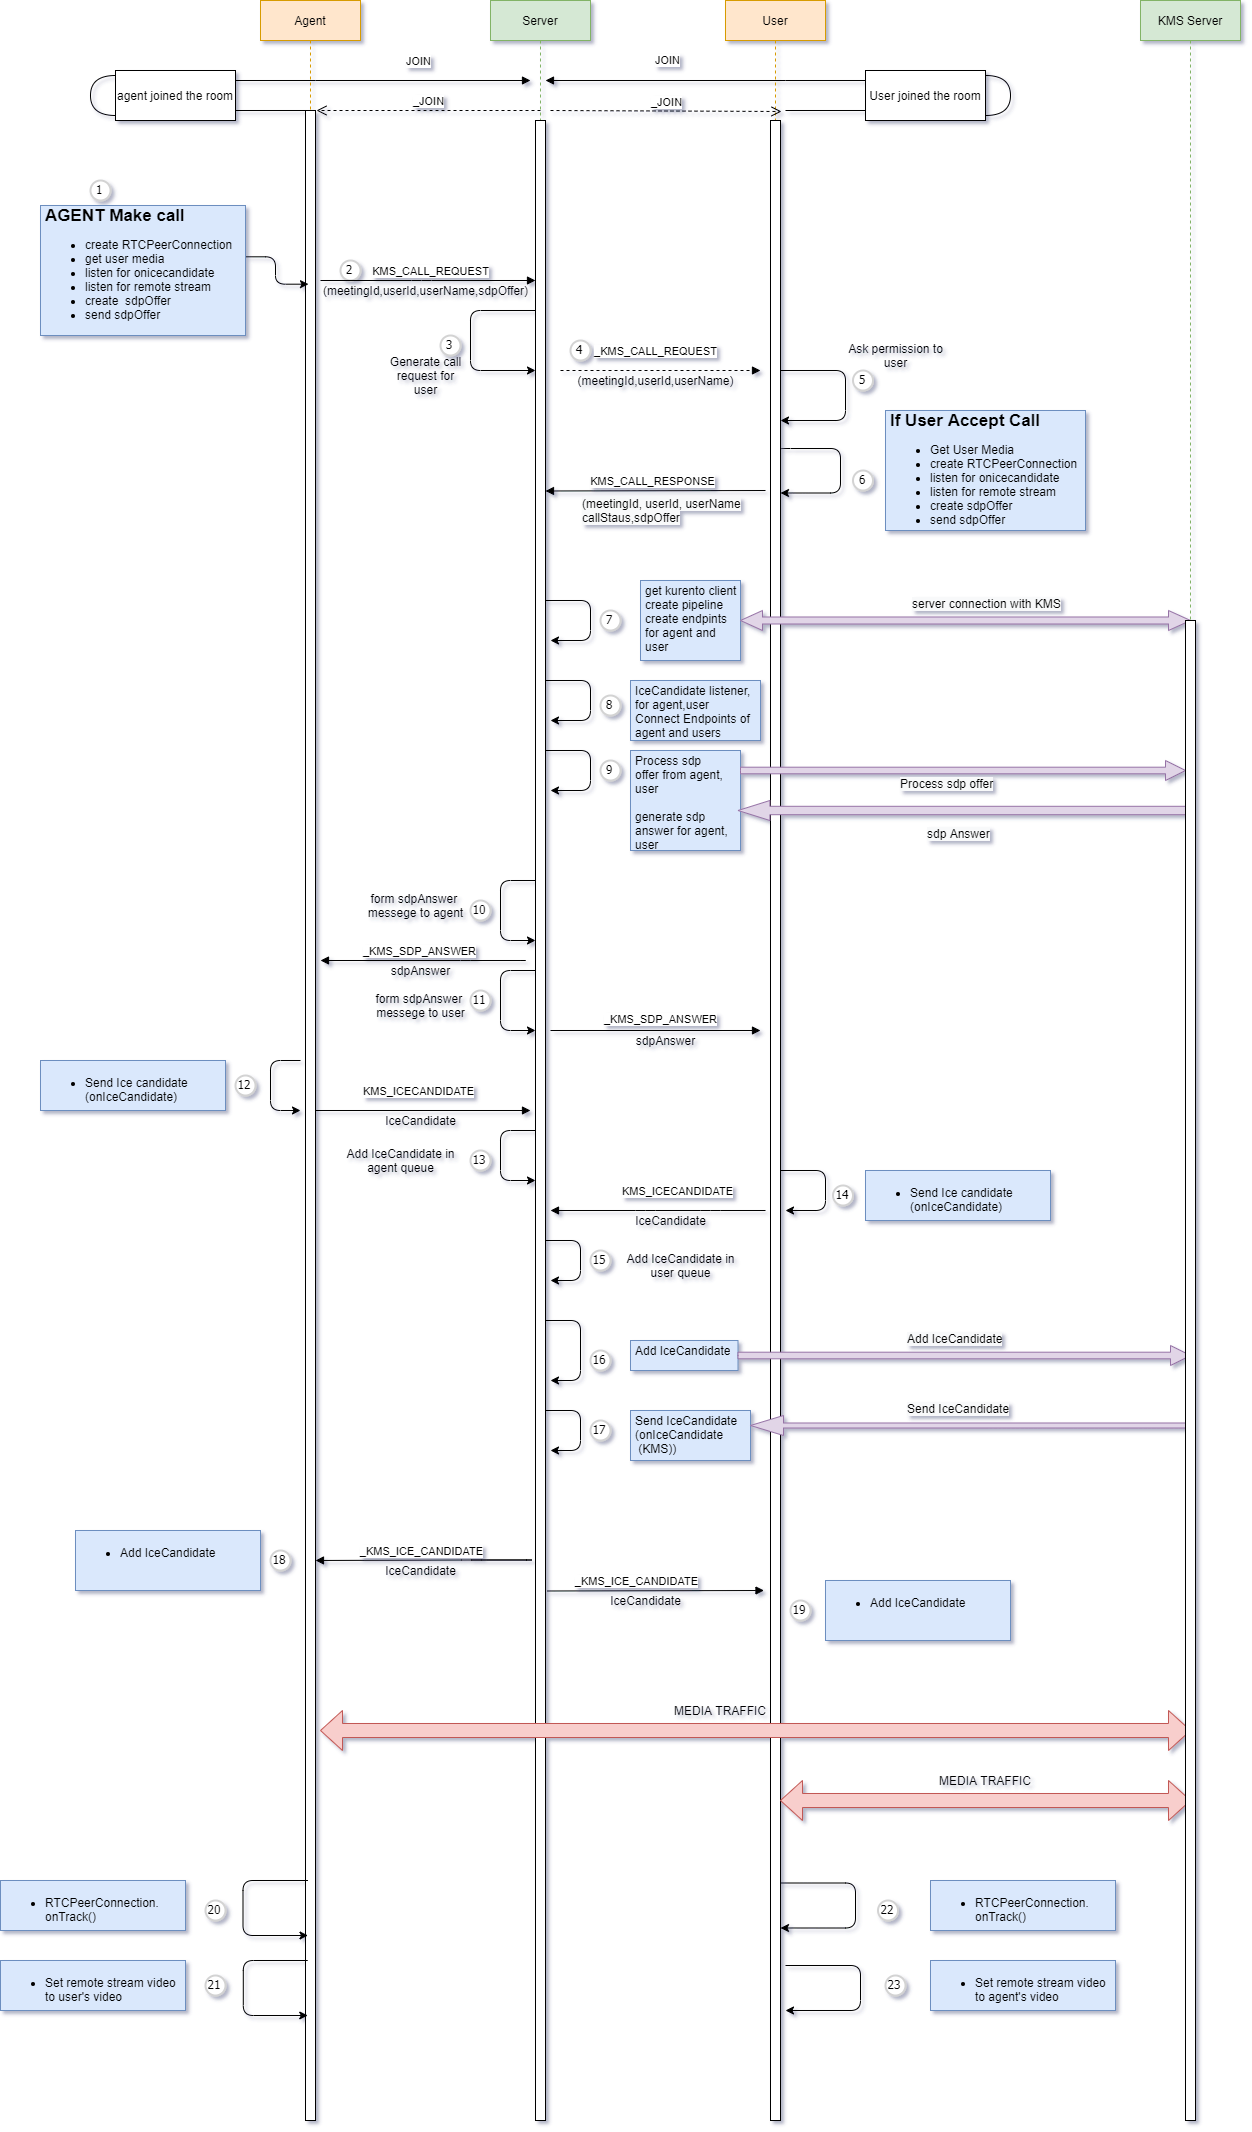 Agent
Server
User
KMS Server
JOIN
JOIN
agent joined the room
User joined the room
_JOIN
_JOIN
1
AGENT Make call
create RTCPeerConnection
get user media
listen for onicecandidate
listen for remote stream
create  sdpOffer
send sdpOffer
2
KMS_CALL_REQUEST
(meetingId,userId,userName,sdpOffer)
3
Generate call
request for
user
4
_KMS_CALL_REQUEST
(meetingId,userId,userName)
Ask permission to
user
5
If User Accept Call
Get User Media
create RTCPeerConnection
listen for onicecandidate
listen for remote stream
create sdpOffer
send sdpOffer
6
KMS_CALL_RESPONSE
(meetingId, userId, userName
callStaus,sdpOffer
7
get kurento client
create pipeline
create endpints
for agent and
user
server connection with KMS
8
IceCandidate listener,
for agent,user
Connect Endpoints of
agent and users
9
Process sdp
offer from agent,
user
generate sdp
answer for agent,
user
Process sdp offer
sdp Answer
form sdpAnswer
messege to agent
10
_KMS_SDP_ANSWER
sdpAnswer
form sdpAnswer
messege to user
11
_KMS_SDP_ANSWER
sdpAnswer
Send Ice candidate
(onIceCandidate)
12
KMS_ICECANDIDATE
IceCandidate
Add IceCandidate in
agent queue
13
14
Send Ice candidate
(onIceCandidate)
KMS_ICECANDIDATE
IceCandidate
15
Add IceCandidate in
user queue
16
Add IceCandidate
Add IceCandidate
17
Send IceCandidate
(onIceCandidate
(KMS))
Send IceCandidate
Add IceCandidate
18
_KMS_ICE_CANDIDATE
IceCandidate
_KMS_ICE_CANDIDATE
IceCandidate
19
Add IceCandidate
MEDIA TRAFFIC
MEDIA TRAFFIC
RTCPeerConnection.
onTrack()
20
22
RTCPeerConnection.
onTrack()
Set remote stream video
to user's video
21
23
Set remote stream video
to agent's video